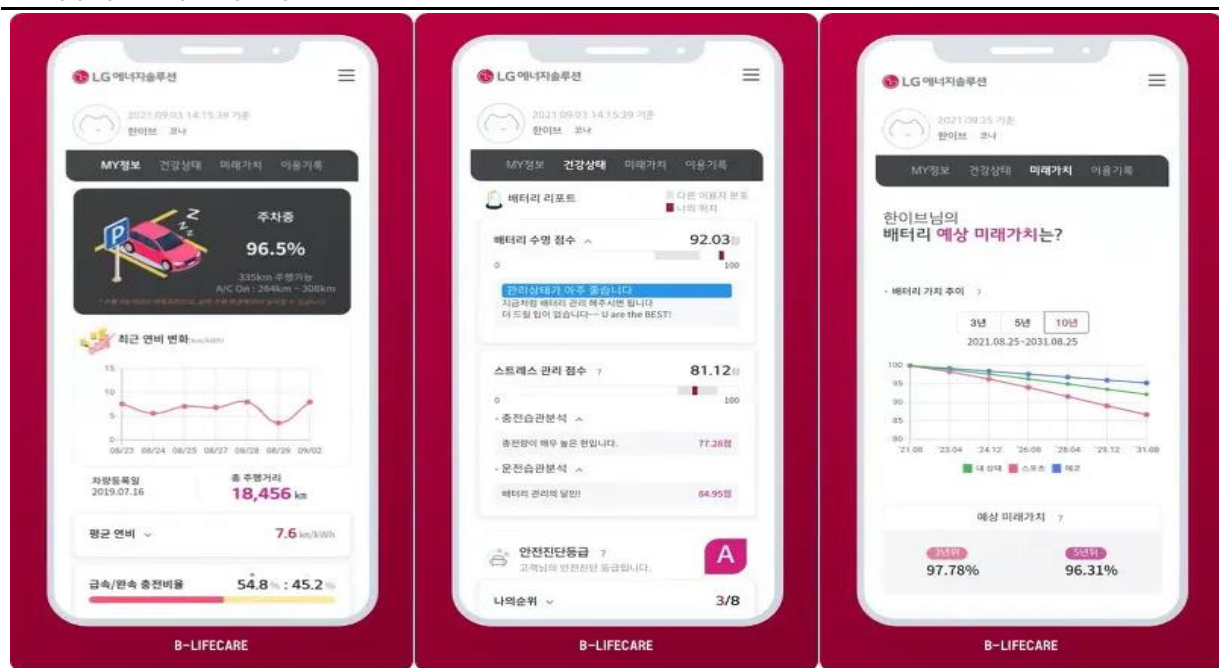 LG 에너지솔루션
2021.09.03 14:15:39 기준
한이브 코나
MY정보 건강상태 미래가치 이용기록
주차중
96.5%
335km 주행가능
A/C On : 264km ~ 308km
최근 연비 변화(km/kWh)
15
10
5
0
08/23 08/24 08/25 08/27 08/28 08/29 09/02
차량등록일
2019.07.16
총 주행거리
18,456 km
평균 연비
7.6 km/kWh
급속/완속 충전비율
54.8% : 45.2%
B-LIFECARE
LG 에너지솔루션
2021.09.03 14:15:39 기준
한이브 코나
MY정보 건강상태 미래가치 이용기록
배터리 리포트
다른 이용자 분포
나의 위치
배터리 수명 점수
92.03점
0 100
관리상태가 아주 좋습니다
지금처럼 배터리 관리 해주시면 됩니다
더 드릴 팁이 없습니다~~ U are the BEST!
스트레스 관리 점수 ?
81.12점
0 100
- 충전습관분석
충전량이 매우 높은 편입니다. 77.28점
- 운전습관분석
배터리 관리의 달인! 84.95점
안전진단등급 ?
고객님의 안전진단 등급입니다.
A
나의순위
3/8
B-LIFECARE
LG 에너지솔루션
2021.08.25 기준
한이브 코나
MY정보 건강상태 미래가치 이용기록
한이브님의
배터리 예상 미래가치는?
- 배터리 가치 추이 ?
3년 5년 10년
2021.08.25~2031.08.25
100
95
90
85
80
'21.08 '23.04 '24.12 '26.08 '28.04 '29.12 31.08
내 상태 스포츠 에코
예상 미래가치 ?
3년뒤
97.78%
5년뒤
96.31%
B-LIFECARE